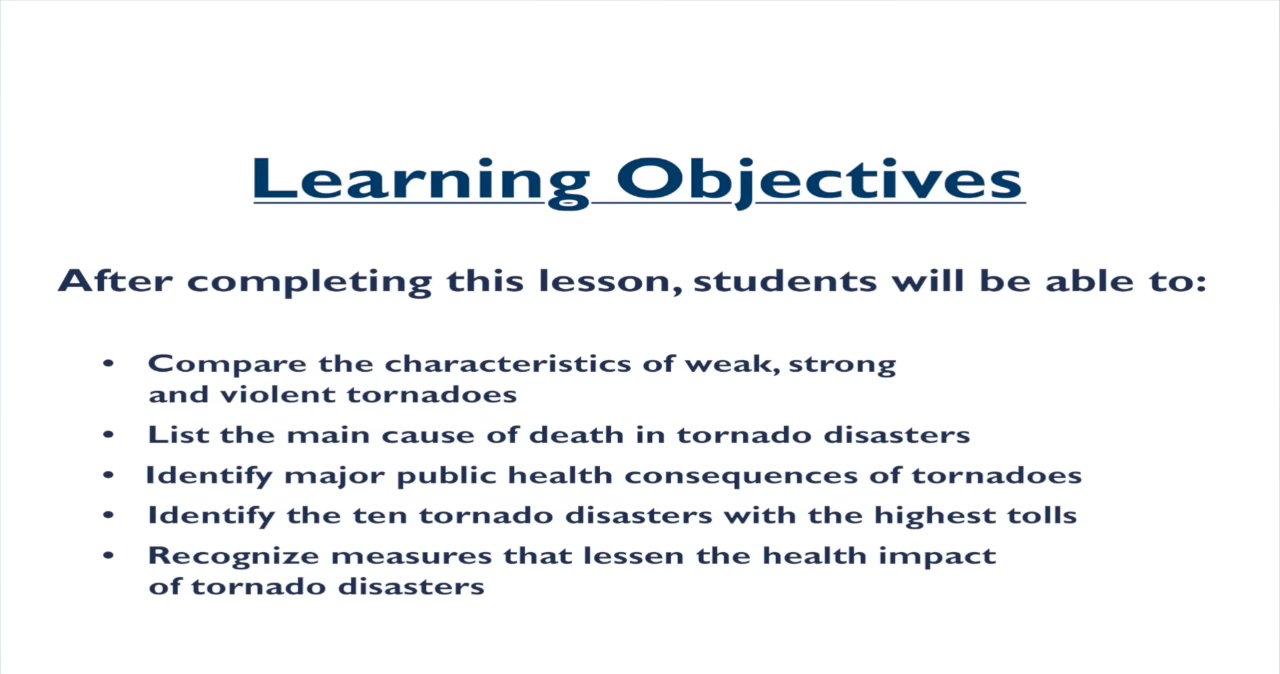 Learning Objectives
After completing this lesson, students will be able to:
• Compare the characteristics of weak, strong
and violent tornadoes
• List the main cause of death in tornado disasters
• Identify major public health consequences of tornadoes
• Identify the ten tornado disasters with the highest tolls
• Recognize measures that lessen the health impact
of tornado disasters